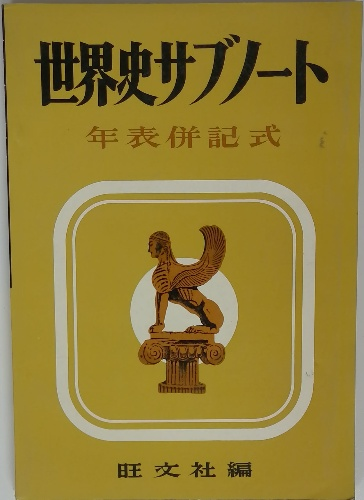 世界史サブノート
年表併記式
旺文社編